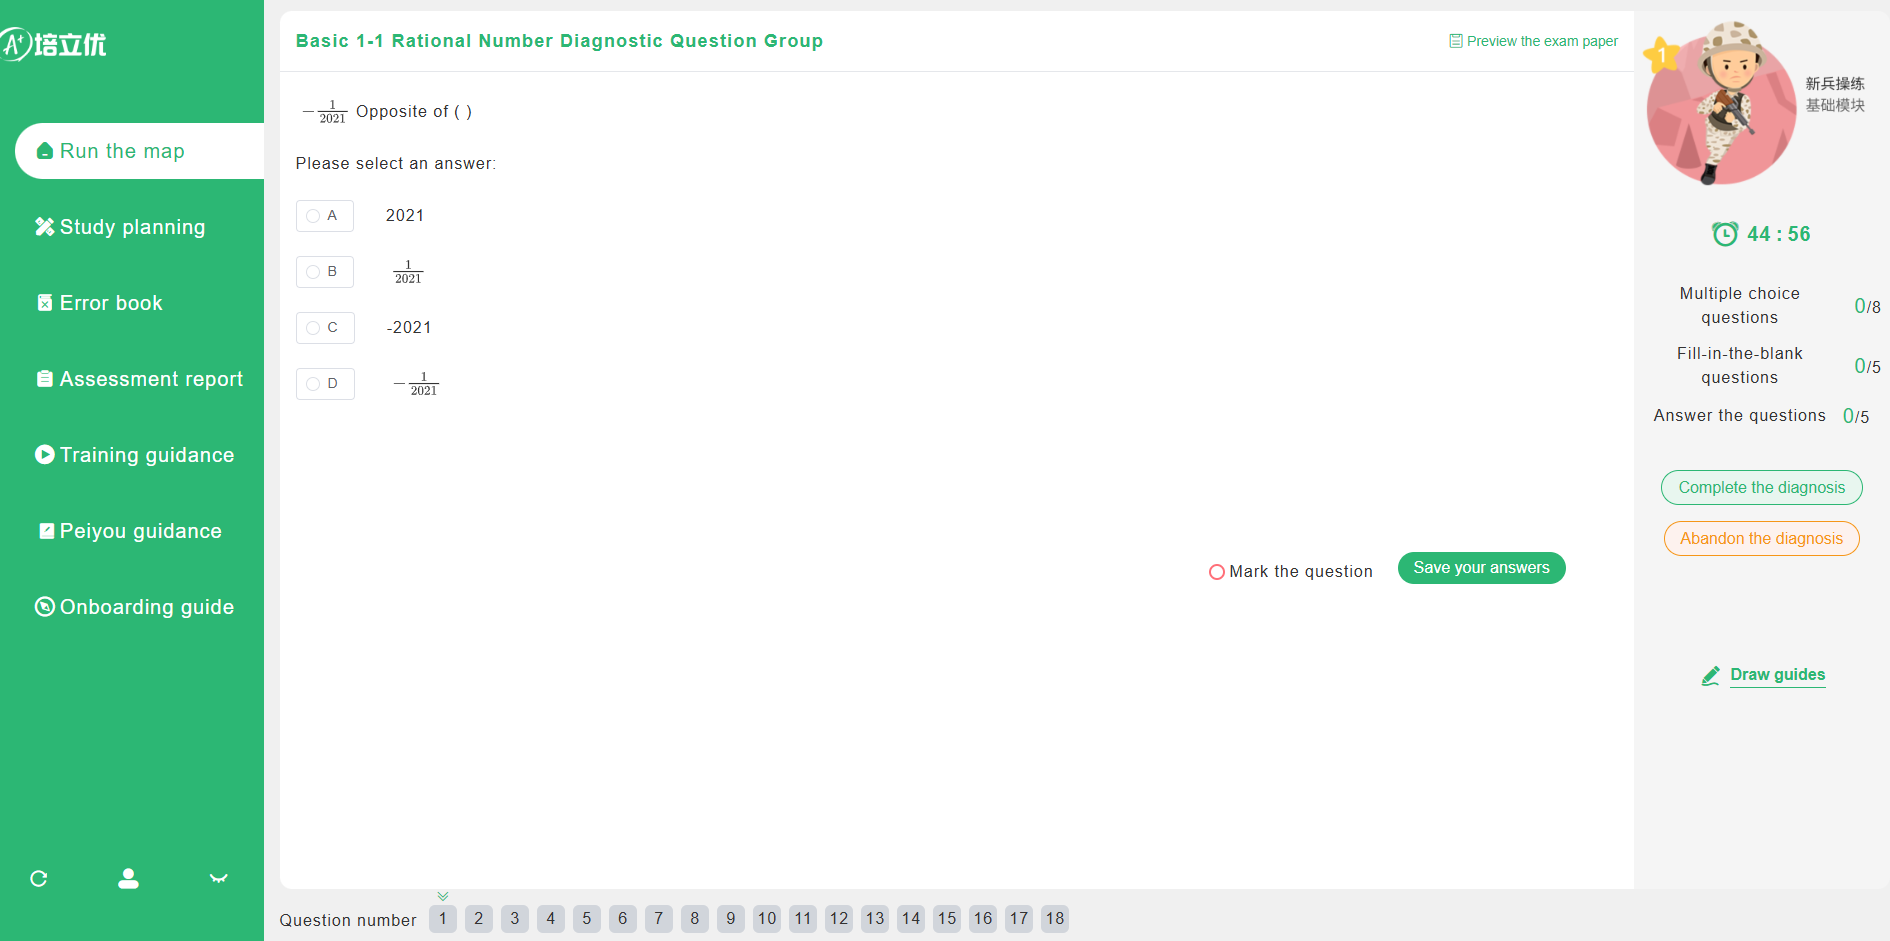 A+培立优
Run the map
Study planning
Error book
Assessment report
Training guidance
Peiyou guidance
Onboarding guide
Basic 1-1 Rational Number Diagnostic Question Group
Preview the exam paper
−1/2021 Opposite of ( )
Please select an answer:
A 2021
B 1/2021
C -2021
D −1/2021
Mark the question
Save your answers
1
新兵操练
基础模块
44 : 56
Multiple choice
questions
0/8
Fill-in-the-blank
questions
0/5
Answer the questions 0/5
Complete the diagnosis
Abandon the diagnosis
Draw guides
Question number 1 2 3 4 5 6 7 8 9 10 11 12 13 14 15 16 17 18